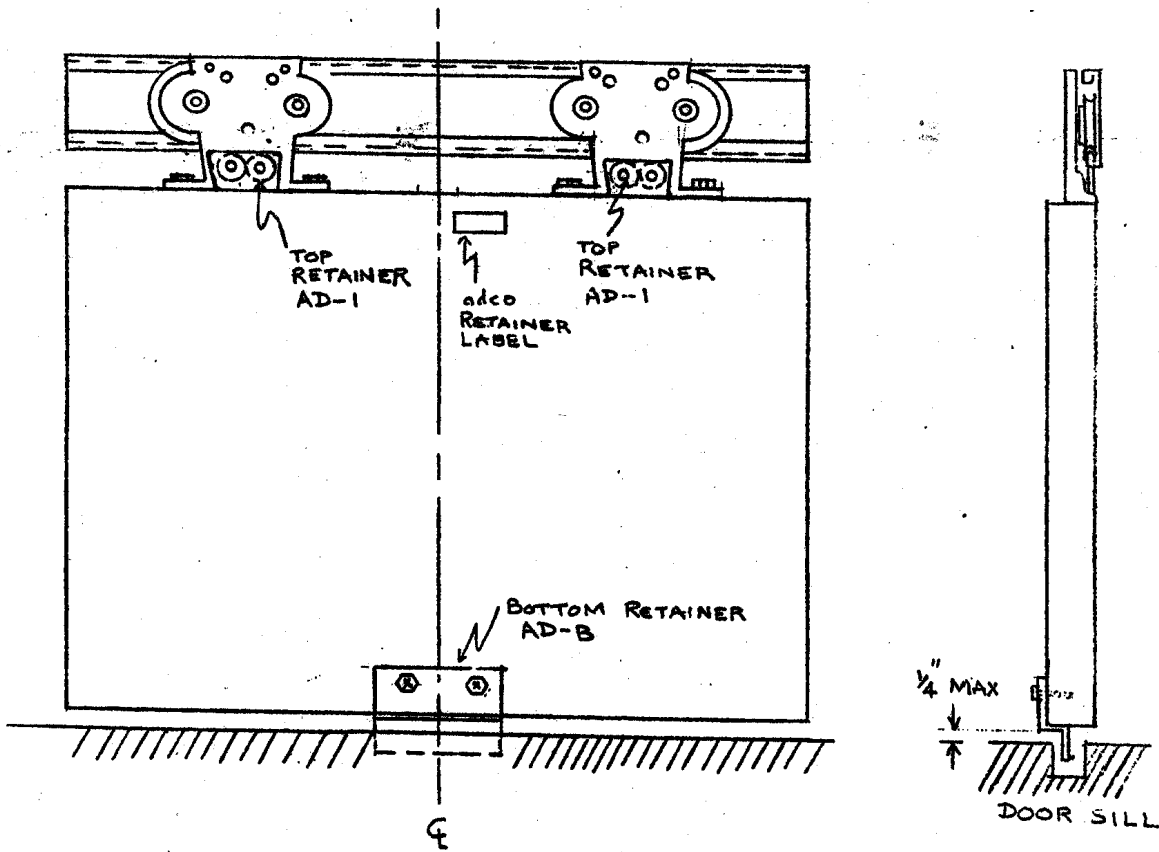 TOP
RETAINER
AD-1
adco
RETAINER
LABEL
TOP
RETAINER
AD-1
BOTTOM RETAINER
AD-B
1/4" MAX
DOOR SILL
℄